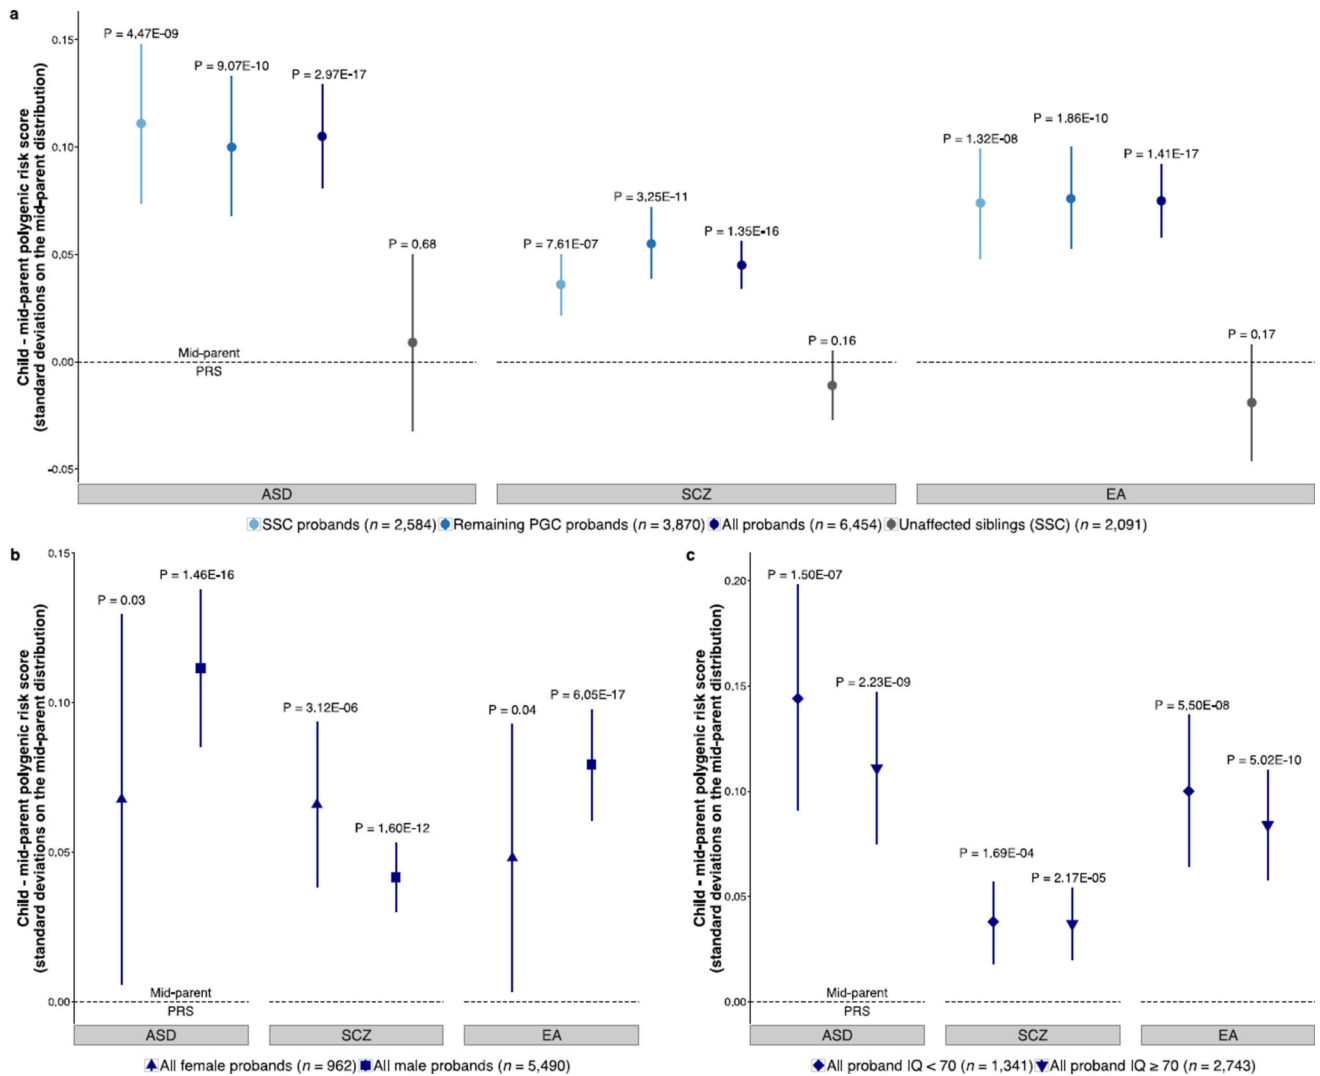 a
Child - mid-parent polygenic risk score
(standard deviations on the mid-parent distribution)
0.15
0.10
0.05
0.00
-0.05
P = 4.47E-09
P = 9.07E-10
P = 2.97E-17
P = 0.68
Mid-parent
PRS
P = 7.61E-07
P = 3.25E-11
P = 1.35E-16
P = 0.16
P = 1.32E-08
P = 1.86E-10
P = 1.41E-17
P = 0.17
ASD
SCZ
EA
SSC probands (n = 2,584) Remaining PGC probands (n = 3,870) All probands (n = 6,454) Unaffected siblings (SSC) (n = 2,091)
b
Child - mid-parent polygenic risk score
(standard deviations on the mid-parent distribution)
0.15
0.10
0.05
0.00
P = 0.03
P = 1.46E-16
Mid-parent
PRS
P = 3.12E-06
P = 1.60E-12
P = 0.04
P = 6.05E-17
ASD
SCZ
EA
All female probands (n = 962) All male probands (n = 5,490)
c
Child - mid-parent polygenic risk score
(standard deviations on the mid-parent distribution)
0.20
0.15
0.10
0.05
0.00
P = 1.50E-07
P = 2.23E-09
Mid-parent
PRS
P = 1.69E-04
P = 2.17E-05
P = 5.50E-08
P = 5.02E-10
ASD
SCZ
EA
All proband IQ < 70 (n = 1,341) All proband IQ ≥ 70 (n = 2,743)